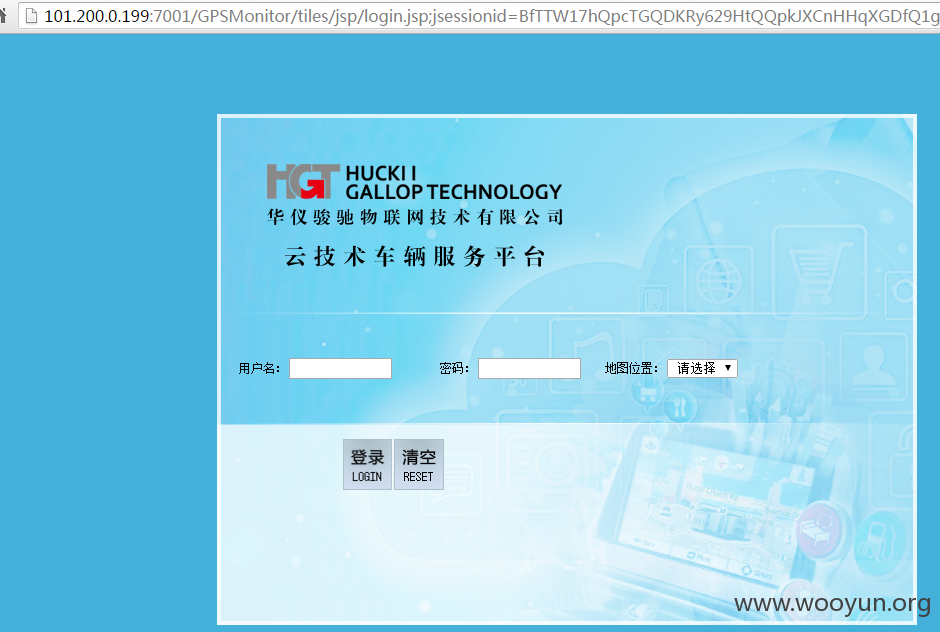 101.200.0.199:7001/GPSMonitor/tiles/jsp/login.jsp;jsessionid=BfTTW17hQpcTGQDKRy629HtQQpkJXCnHHqXGDfQ1g
HGT HUCKI I
GALLOP TECHNOLOGY
华仪骏驰物联网技术有限公司
云技术车辆服务平台
用户名: 密码: 地图位置: 请选择
登录 清空
LOGIN RESET
www.wooyun.org